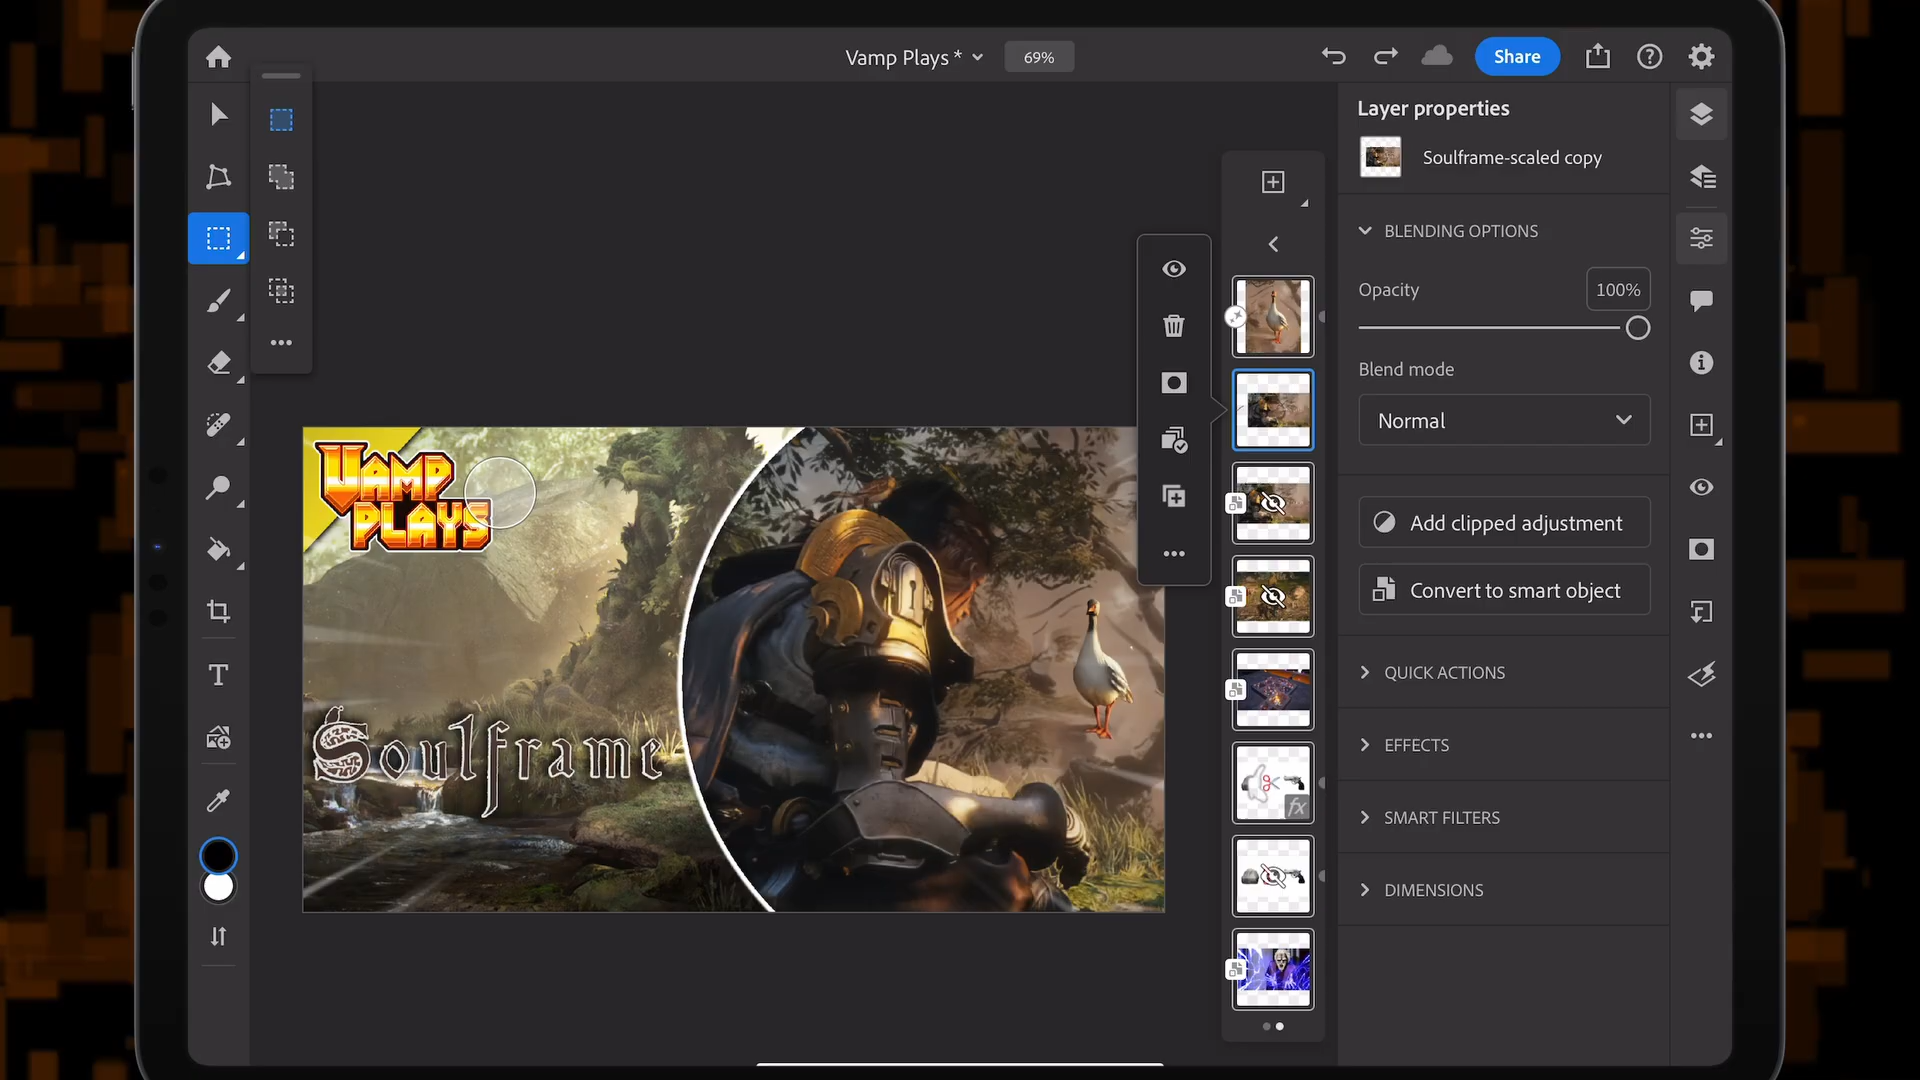 Vamp Plays *
69%
Share
Layer properties
Soulframe-scaled copy
BLENDING OPTIONS
Opacity
100%
Blend mode
Normal
Add clipped adjustment
Convert to smart object
QUICK ACTIONS
EFFECTS
SMART FILTERS
DIMENSIONS
VAMP
PLAYS
Soulframe
fx
T